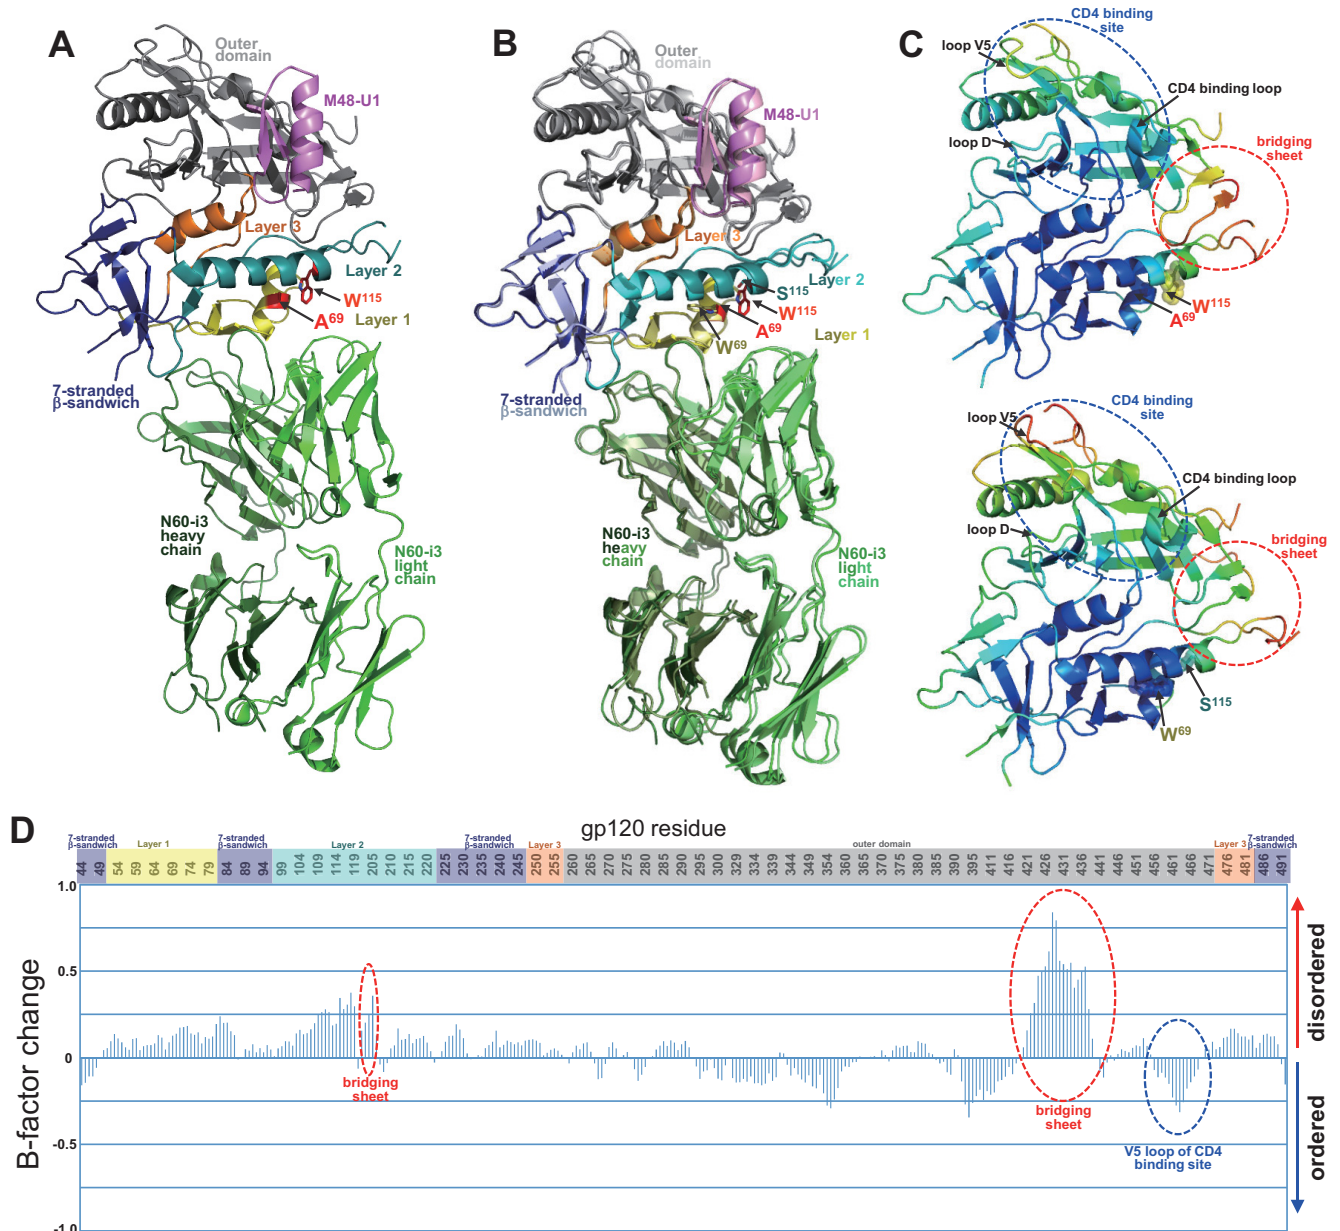 A
Outer
domain
M48-U1
Layer 3
Layer 2
W115
A69
Layer 1
7-stranded
β-sandwich
N60-i3
heavy
chain
N60-i3
light
chain
B
Outer
domain
M48-U1
Layer 3
Layer 2
S115
W115
A69
Layer 1
W69
7-stranded
β-sandwich
N60-i3
heavy
chain
N60-i3
light
chain
C
CD4 binding
site
loop V5
CD4 binding loop
loop D
bridging
sheet
W115
A69
CD4 binding
site
loop V5
CD4 binding loop
loop D
bridging
sheet
S115
W69
D
gp120 residue
7-stranded
β-sandwich
Layer 1
7-stranded
β-sandwich
Layer 2
7-stranded
β-sandwich
Layer 3
outer domain
Layer 3
7-stranded
β-sandwich
44 49 54 59 64 69 74 79 84 89 94 99 104 109 114 119 205 210 215 220 225 230 235 240 245 250 255 260 265 270 275 280 285 289 295 300 329 334 339 344 349 354 360 365 370 375 380 385 390 395 411 416 421 426 431 436 441 446 451 456 461 466 471 476 481 486 491
1.0
0.5
0
-0.5
-1.0
B-factor change
bridging
sheet
bridging
sheet
V5 loop of CD4
binding site
disordered
ordered